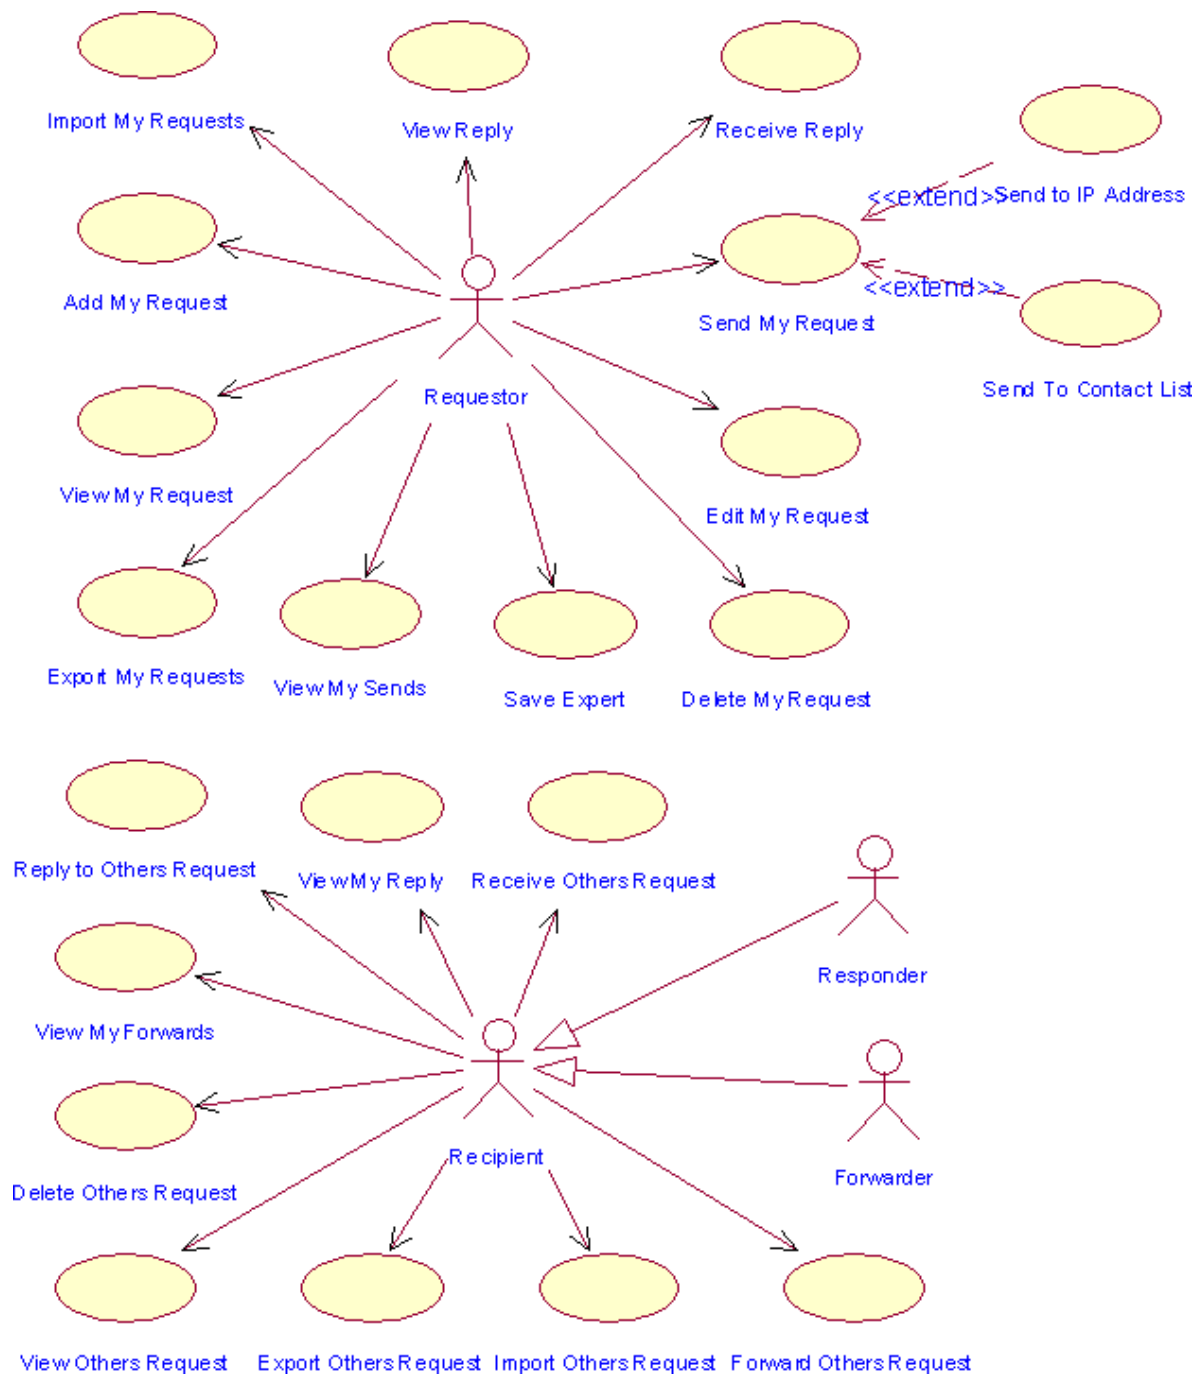 Import My Requests
View Reply
Receive Reply
<<extend>>
Send to IP Address
Add My Request
Send My Request
<<extend>>
Requestor
Send To Contact List
View My Request
Edit My Request
Export My Requests
View My Sends
Save Expert
Delete My Request
Reply to Others Request
View My Reply
Receive Others Request
Responder
View My Forwards
Recipient
Forwarder
Delete Others Request
View Others Request
Export Others Request
Import Others Request
Forward Others Request